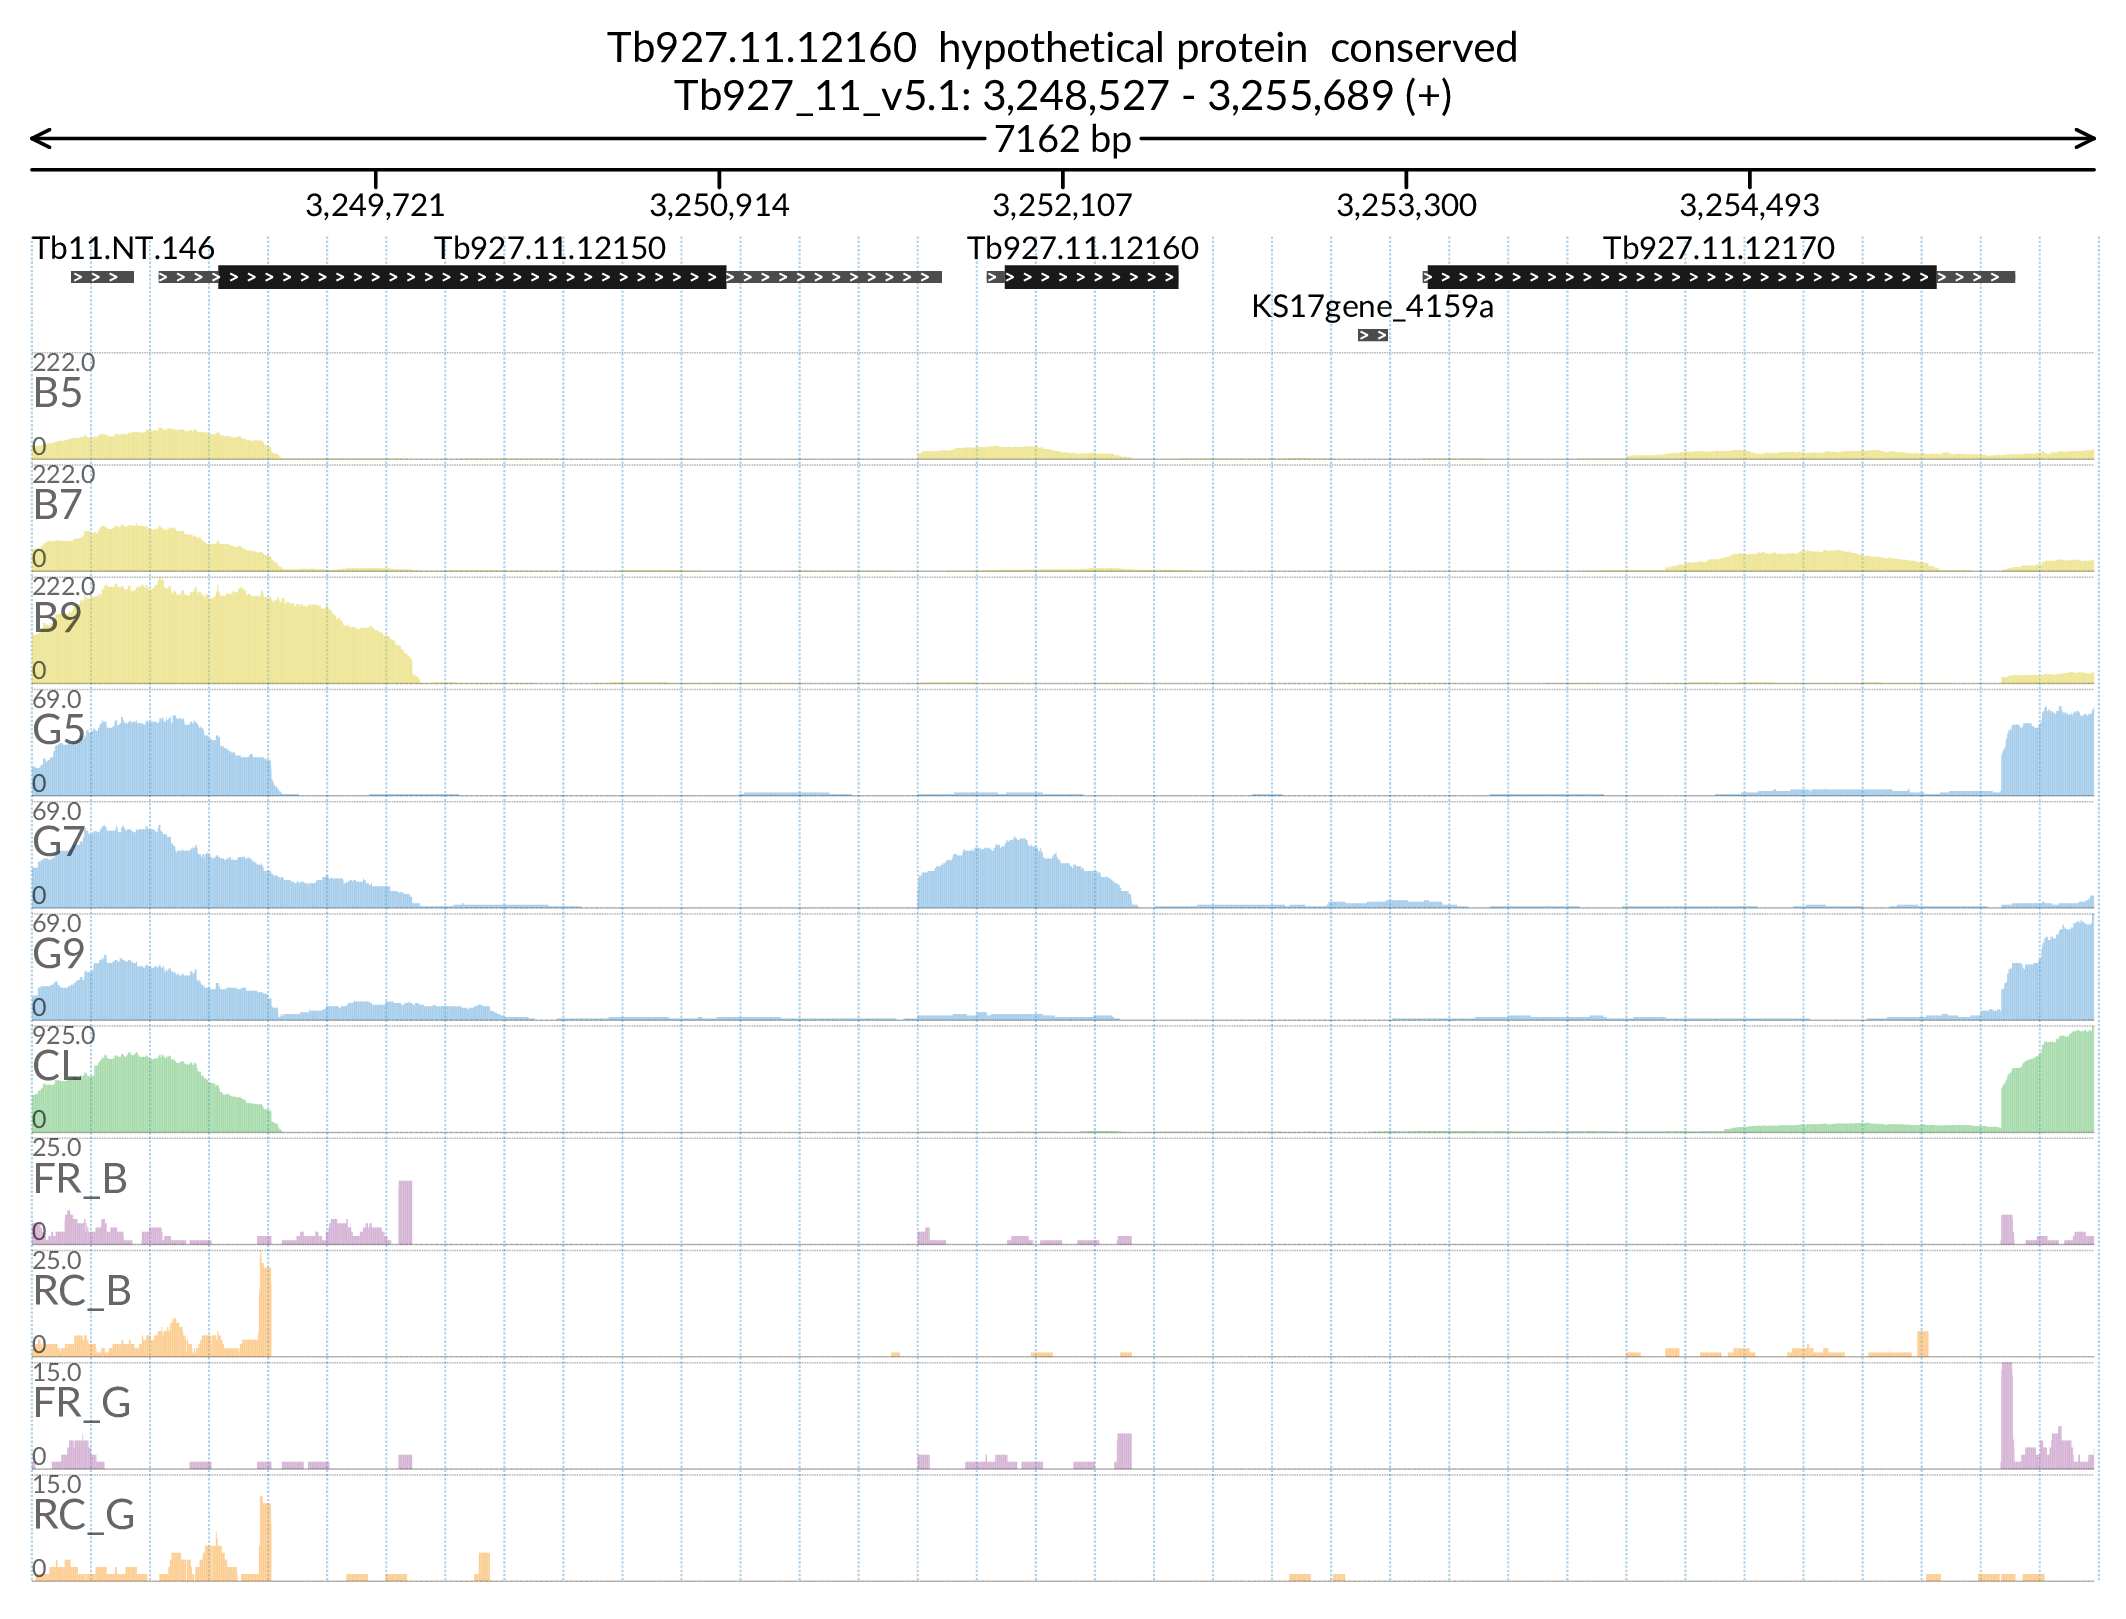 Tb927.11.12160 hypothetical protein conserved
Tb927_11_v5.1: 3,248,527 - 3,255,689 (+)
7162 bp
3,249,721 3,250,914 3,252,107 3,253,300 3,254,493
Tb11.NT.146 Tb927.11.12150 Tb927.11.12160 Tb927.11.12170
KS17gene_4159a
222.0
B5
0
222.0
B7
0
222.0
B9
0
69.0
G5
0
69.0
G7
0
69.0
G9
0
925.0
CL
0
25.0
FR_B
0
25.0
RC_B
0
15.0
FR_G
0
15.0
RC_G
0